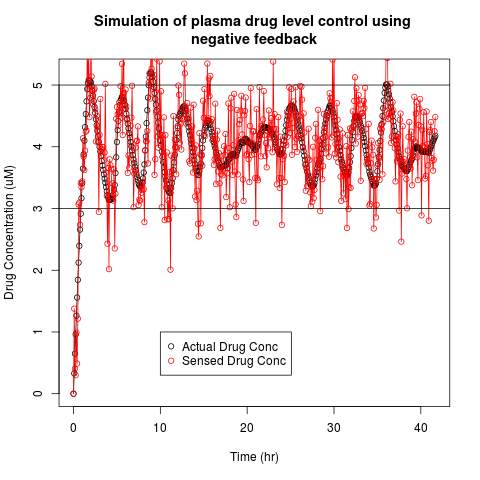 Simulation of plasma drug level control using
negative feedback
Drug Concentration (uM)
5
4
3
2
1
0
Actual Drug Conc
Sensed Drug Conc
0 10 20 30 40
Time (hr)